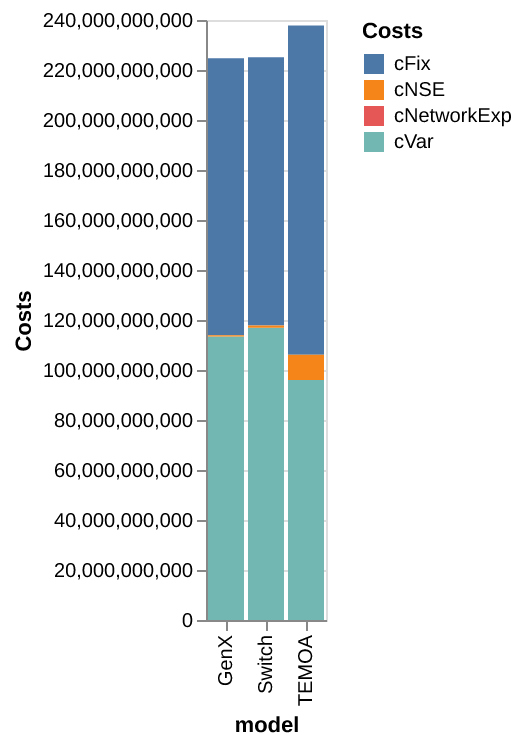 Costs
cFix
cNSE
cNetworkExp
cVar
240,000,000,000
220,000,000,000
200,000,000,000
180,000,000,000
160,000,000,000
140,000,000,000
120,000,000,000
100,000,000,000
80,000,000,000
60,000,000,000
40,000,000,000
20,000,000,000
0
Costs
GenX
Switch
TEMOA
model